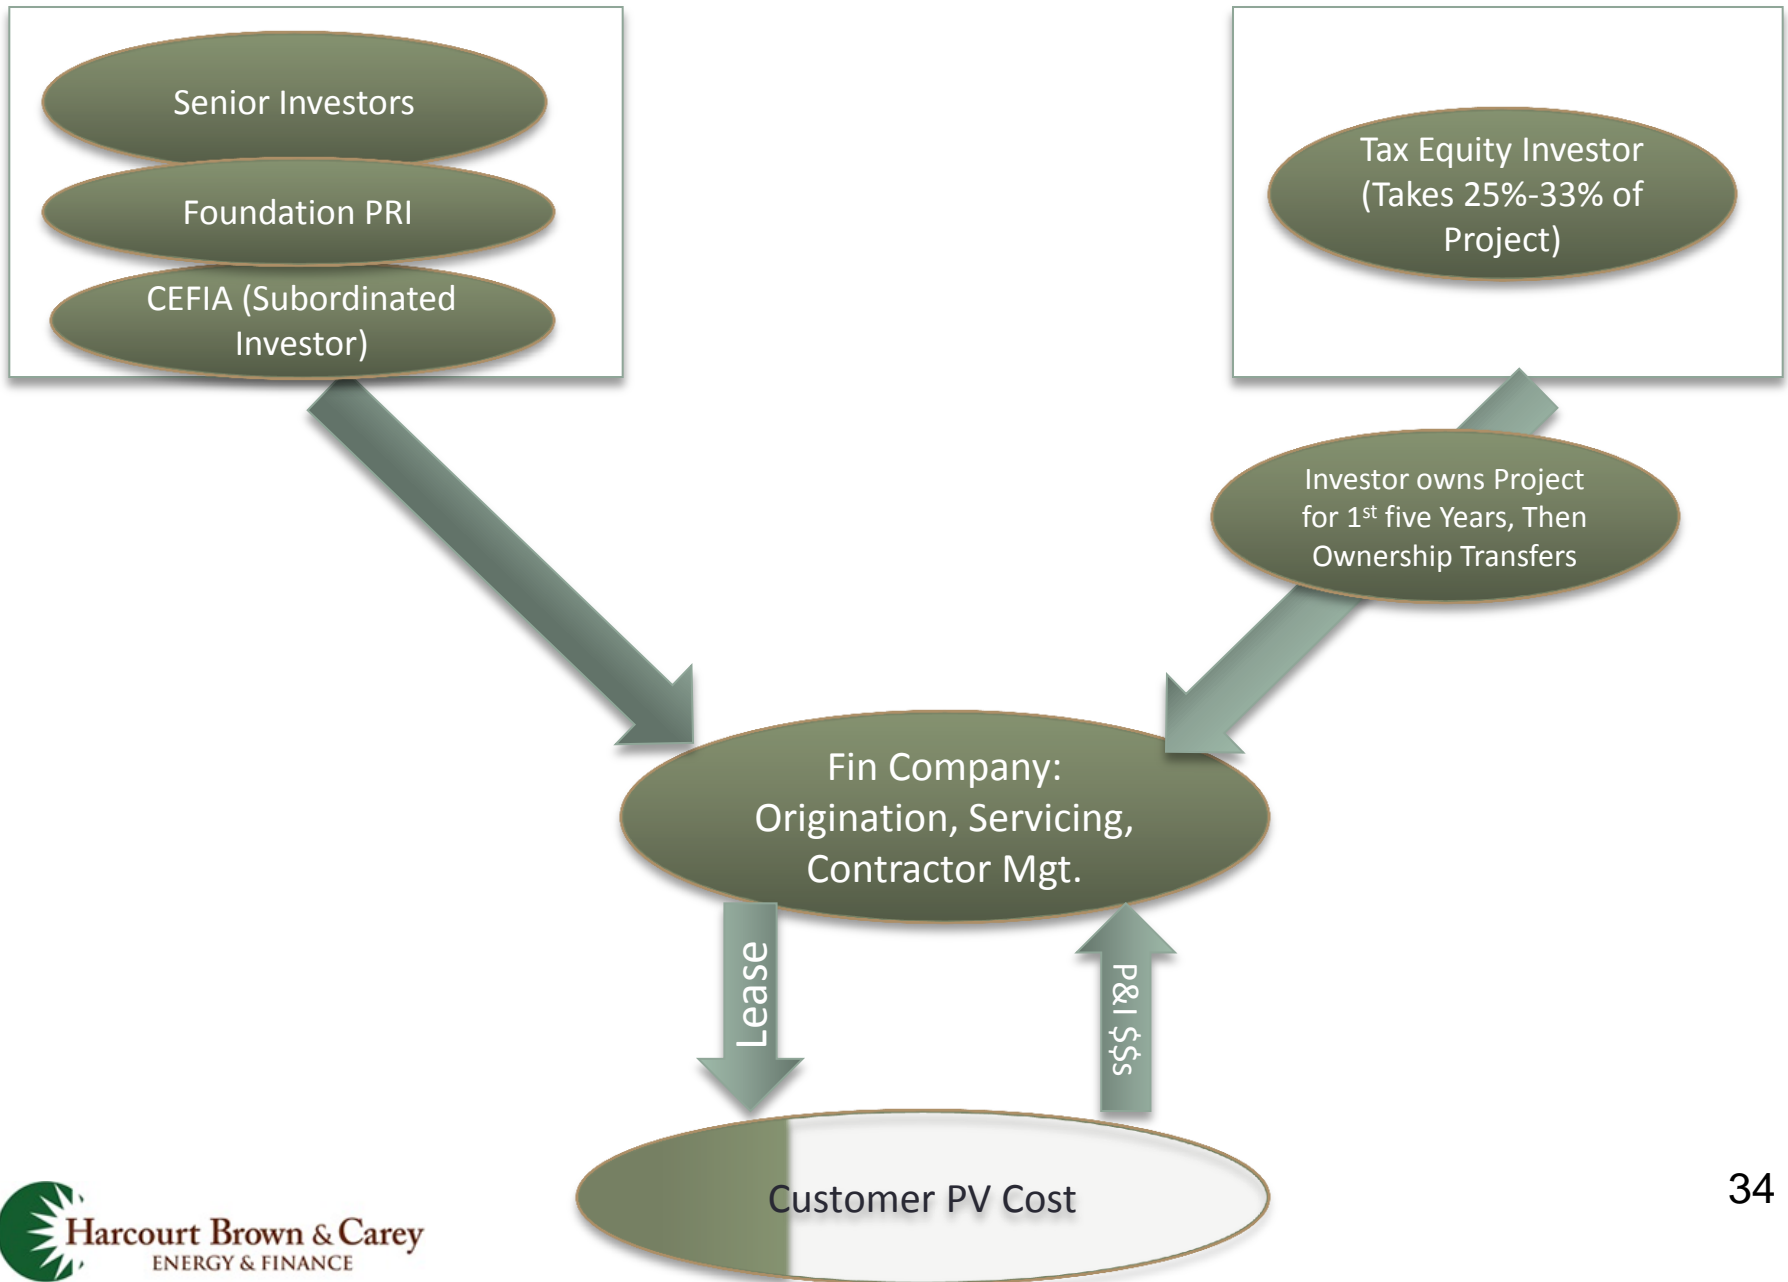 Senior Investors
Foundation PRI
CEFIA (Subordinated
Investor)
Tax Equity Investor
(Takes 25%-33% of
Project)
Investor owns Project
for 1st five Years, Then
Ownership Transfers
Fin Company:
Origination, Servicing,
Contractor Mgt.
Lease
P&I $$s
Customer PV Cost
Harcourt Brown & Carey
ENERGY & FINANCE
34